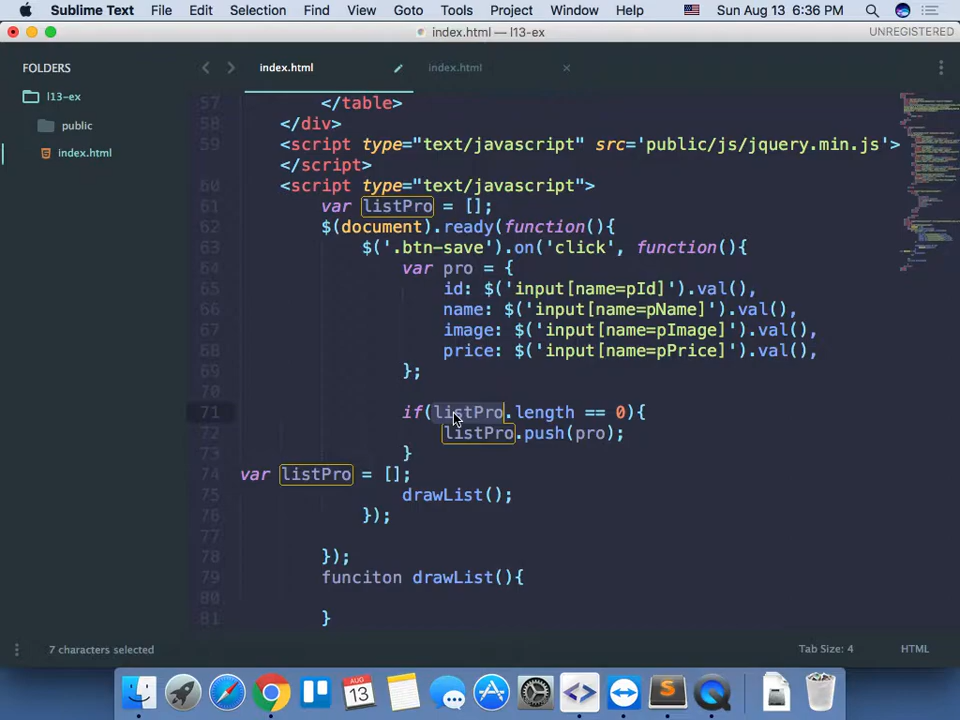 Sublime Text File Edit Selection Find View Goto Tools Project Window Help Sun Aug 13 6:36 PM
index.html — l13-ex UNREGISTERED
FOLDERS
l13-ex
public
index.html
index.html index.html ×
57 </table>
58 </div>
59 <script type="text/javascript" src='public/js/jquery.min.js'>
</script>
60 <script type="text/javascript">
61 var listPro = [];
62 $(document).ready(function(){
63 $('.btn-save').on('click', function(){
64 var pro = {
65 id: $('input[name=pId]').val(),
66 name: $('input[name=pName]').val(),
67 image: $('input[name=pImage]').val(),
68 price: $('input[name=pPrice]').val(),
69 };
70
71 if(listPro.length == 0){
72 listPro.push(pro);
73 }
74 var listPro = [];
75 drawList();
76 });
77
78 });
79 funciton drawList(){
80
81 }
7 characters selected Tab Size: 4 HTML
AUG
13